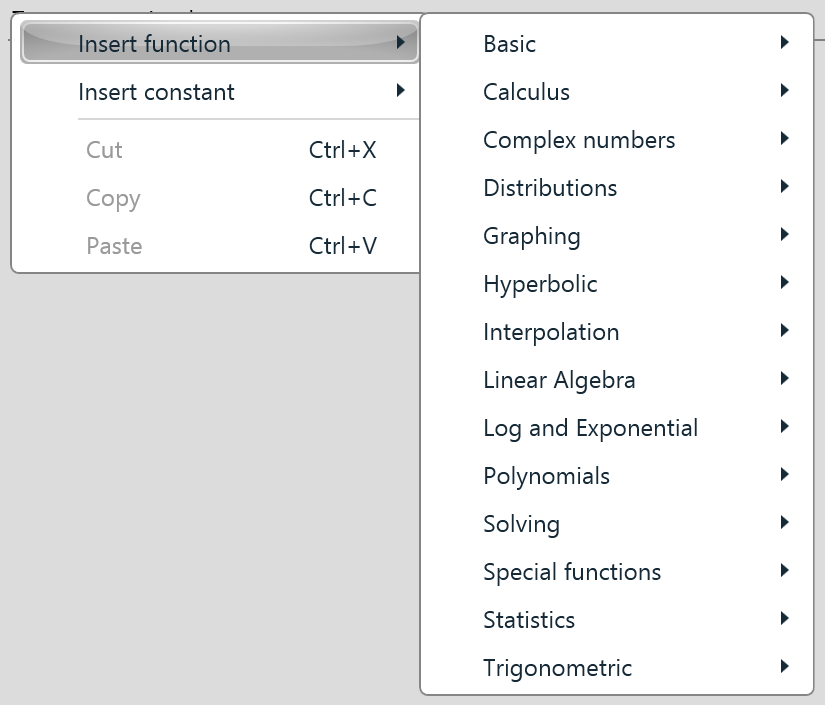 Insert function
Insert constant
Cut Ctrl+X
Copy Ctrl+C
Paste Ctrl+V
Basic
Calculus
Complex numbers
Distributions
Graphing
Hyperbolic
Interpolation
Linear Algebra
Log and Exponential
Polynomials
Solving
Special functions
Statistics
Trigonometric